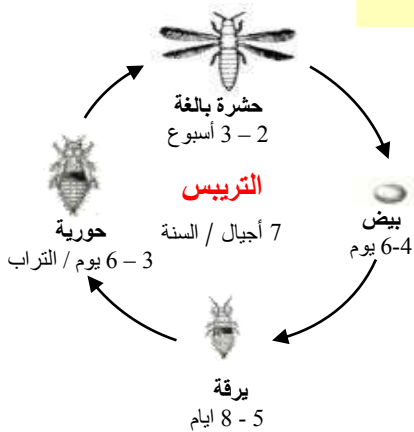 حشرة بالغة
2 – 3 أسبوع
التريبس
7 أجيال / السنة
بيض
4-6 يوم
يرقة
5 - 8 ايام
حورية
3 – 6 يوم / التراب